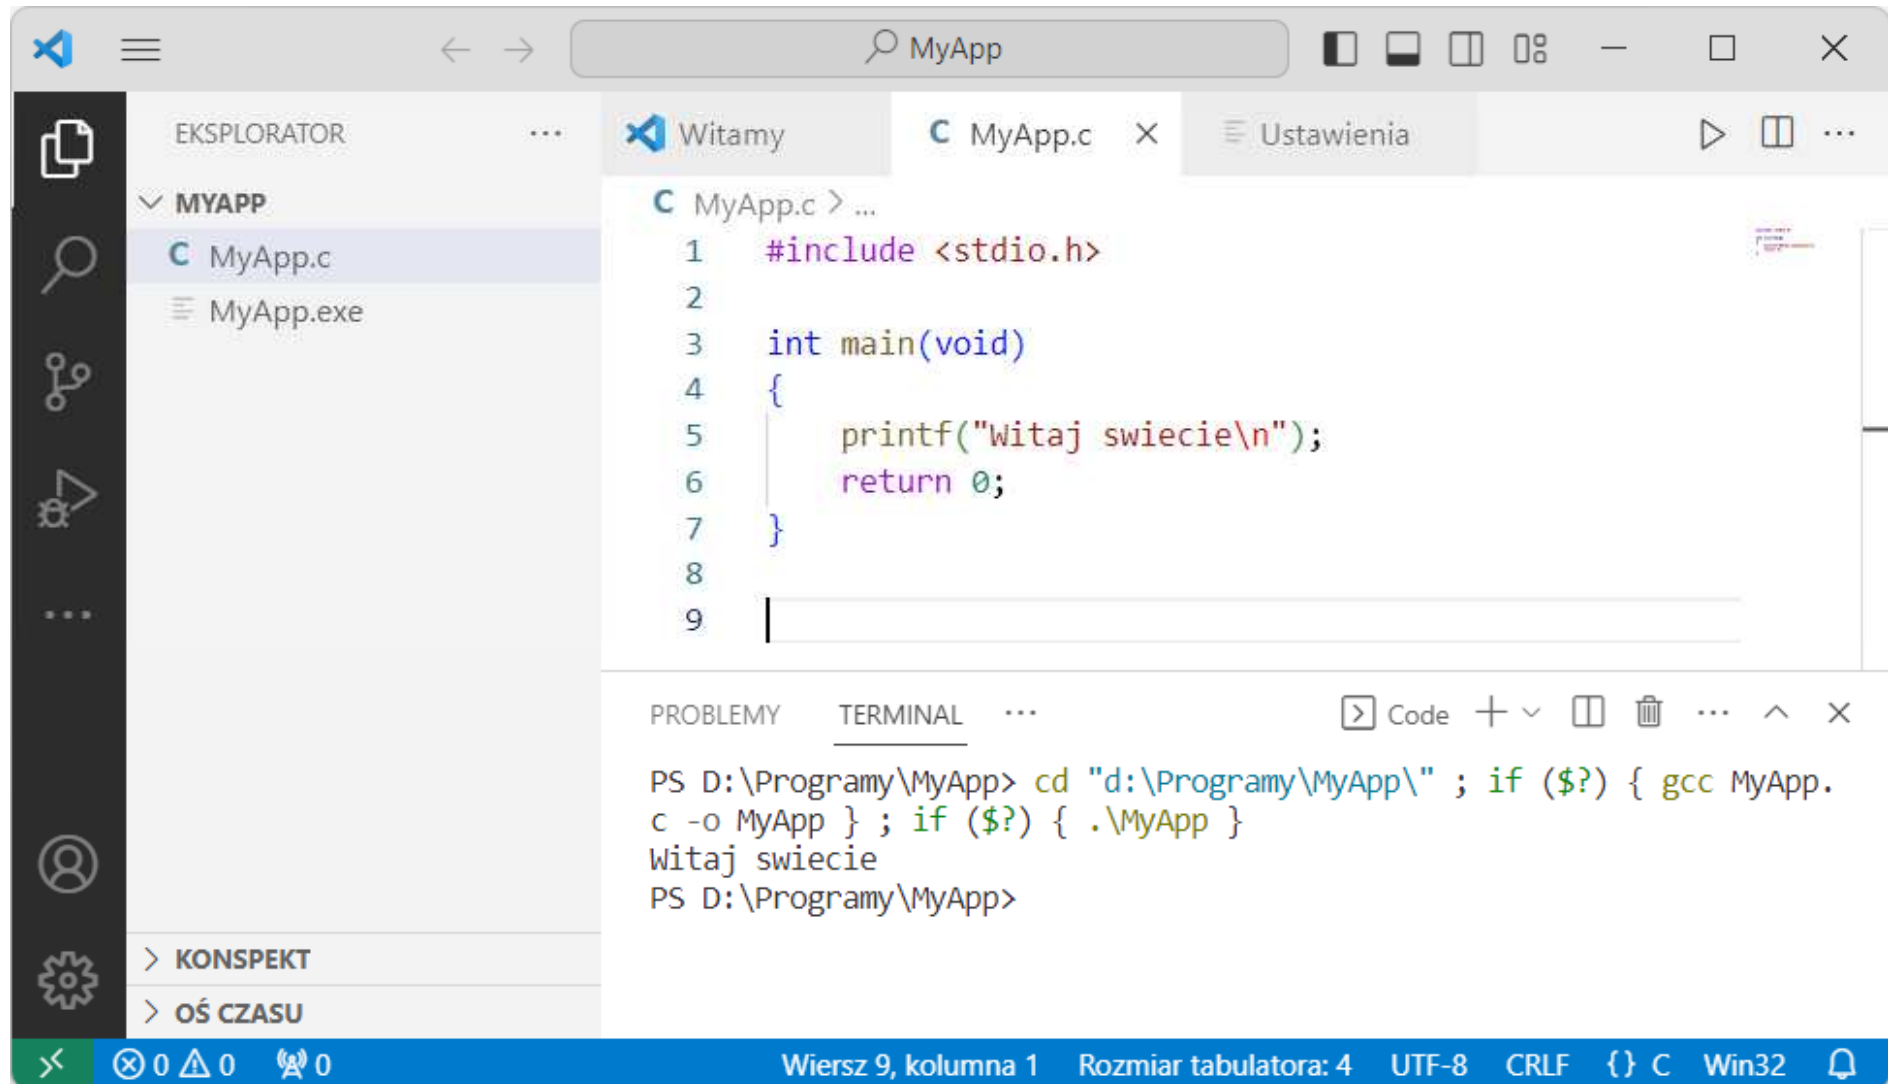 MyApp
EKSPLORATOR
Witamy
C MyApp.c
Ustawienia
MYAPP
C MyApp.c
MyApp.exe
C MyApp.c > ...
1 #include <stdio.h>
2
3 int main(void)
4 {
5 printf("Witaj swiecie\n");
6 return 0;
7 }
8
9
PROBLEMY TERMINAL
Code
PS D:\Programy\MyApp> cd "d:\Programy\MyApp\" ; if ($?) { gcc MyApp.
c -o MyApp } ; if ($?) { .\MyApp }
Witaj swiecie
PS D:\Programy\MyApp>
KONSPEKT
OŚ CZASU
0 0 0 Wiersz 9, kolumna 1 Rozmiar tabulatora: 4 UTF-8 CRLF {} C Win32